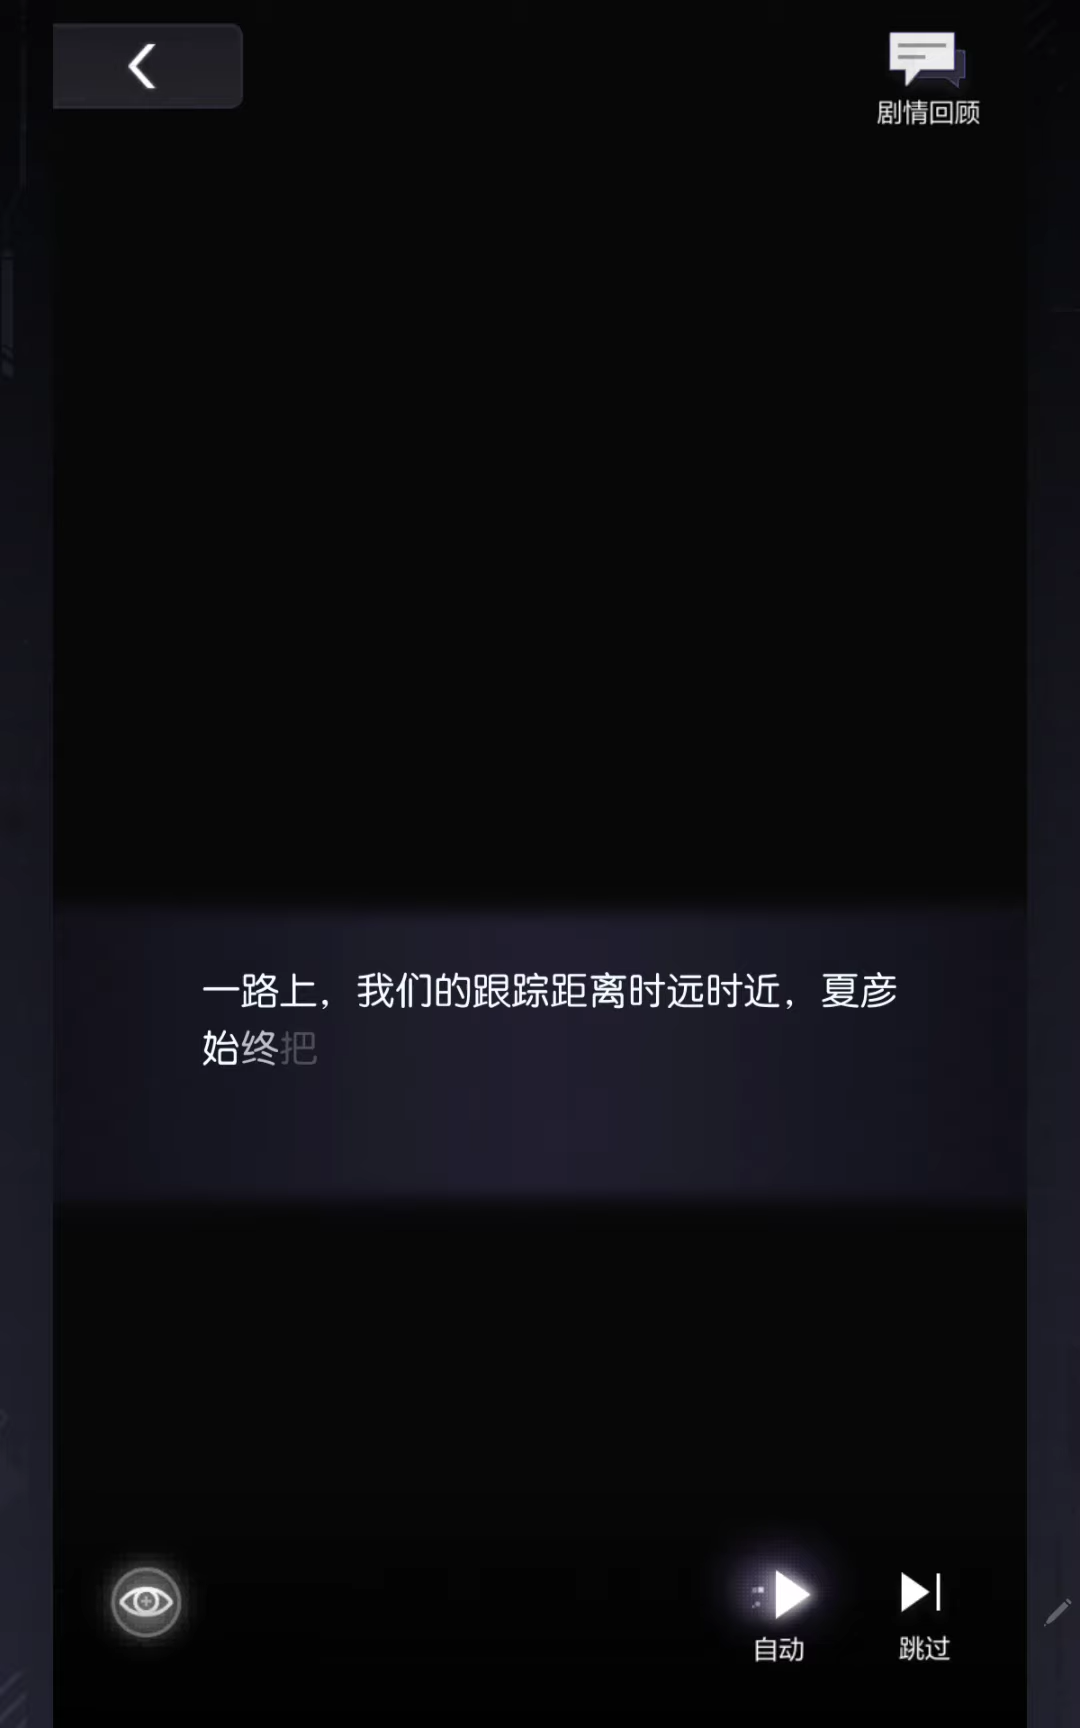 剧情回顾
一路上，我们的跟踪距离时远时近，夏彦
始终把
自动
跳过